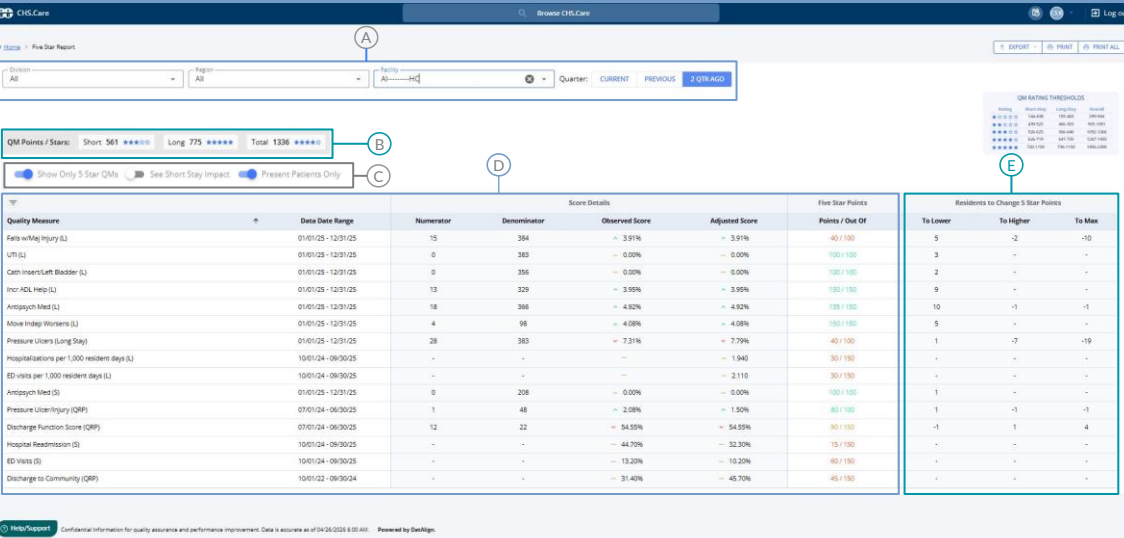 CHS.Care
Browse CHS.Care
Log ou
Home > Five Star Report
A
EXPORT PRINT PRINT ALL
Division Region Facility
All All Al---------HC Quarter: CURRENT PREVIOUS 2 QTR AGO
QM RATING THRESHOLDS
Rating Short Stay Long Stay Overall
QM Points / Stars: Short 561 ★★★☆☆ Long 775 ★★★★★ Total 1336 ★★★★☆
B
Show Only 5 Star QMs See Short Stay Impact Present Patients Only
C
D
E
Score Details Five Star Points Residents to Change 5 Star Points
Quality Measure ↑ Data Date Range Numerator Denominator Observed Score Adjusted Score Points / Out Of To Lower To Higher To Max
Falls w/Maj Injury (L) 01/01/25 - 12/31/25 15 384 3.91% 3.91% 40 / 100 5 -2 -10
UTI (L) 01/01/25 - 12/31/25 0 383 — 0.00% — 0.00% 100 / 100 3 - -
Cath Insert/Left Bladder (L) 01/01/25 - 12/31/25 0 356 — 0.00% — 0.00% 100 / 100 2 - -
Incr ADL Help (L) 01/01/25 - 12/31/25 13 329 3.95% 3.95% 150 / 150 9 - -
Antipsych Med (L) 01/01/25 - 12/31/25 18 366 4.92% 4.92% 135 / 150 10 -1 -1
Move Indep Worsens (L) 01/01/25 - 12/31/25 4 98 4.08% 4.08% 150 / 150 5 - -
Pressure Ulcers (Long Stay) 01/01/25 - 12/31/25 28 383 7.31% 7.79% 40 / 100 1 -7 -19
Hospitalizations per 1,000 resident days (L) 10/01/24 - 09/30/25 - - — — 1.940 30 / 150 - - -
ED visits per 1,000 resident days (L) 10/01/24 - 09/30/25 - - — — 2.110 30 / 150 - - -
Antipsych Med (S) 01/01/25 - 12/31/25 0 208 — 0.00% — 0.00% 100 / 100 1 - -
Pressure Ulcer/Injury (QRP) 07/01/24 - 06/30/25 1 48 2.08% 1.50% 80 / 100 1 -1 -1
Discharge Function Score (QRP) 07/01/24 - 06/30/25 12 22 54.55% 54.55% 90 / 150 -1 1 4
Hospital Readmission (S) 10/01/24 - 09/30/25 - - — 44.70% — 32.30% 15 / 150 - - -
ED Visits (S) 10/01/24 - 09/30/25 - - — 13.20% — 10.20% 60 / 150 - - -
Discharge to Community (QRP) 10/01/22 - 09/30/24 - - — 31.40% — 45.70% 45 / 150 - - -
Help/Support Confidential Information for quality assurance and performance improvement. Data is accurate as of 04/26/2026 6:00 AM. Powered by DatAlign.